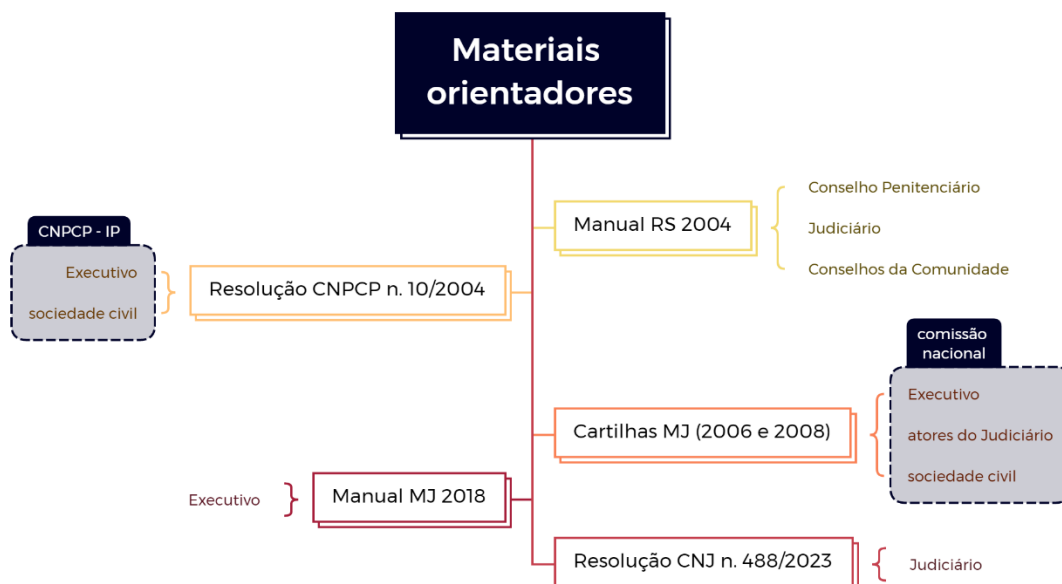 Materiais
orientadores
Manual RS 2004
Conselho Penitenciário
Judiciário
Conselhos da Comunidade
CNPCP - IP
Executivo
sociedade civil
Resolução CNPCP n. 10/2004
comissão
nacional
Executivo
atores do Judiciário
sociedade civil
Cartilhas MJ (2006 e 2008)
Executivo
Manual MJ 2018
Resolução CNJ n. 488/2023
Judiciário